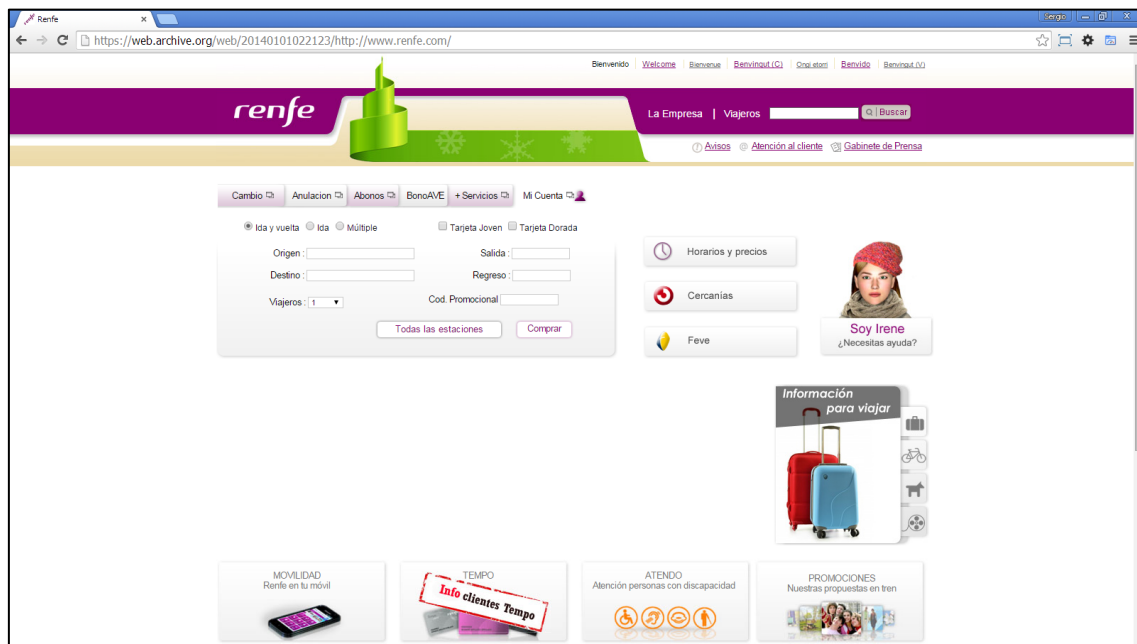 Renfe
Sergio
https://web.archive.org/web/20140101022123/http://www.renfe.com/
Bienvenido Welcome Bienvenue Benvingut (C) Ongi etorri Benvido Benvingut (V)
renfe
La Empresa | Viajeros Buscar
Avisos Atención al cliente Gabinete de Prensa
Cambio Anulacion Abonos BonoAVE + Servicios Mi Cuenta
Ida y vuelta Ida Múltiple Tarjeta Joven Tarjeta Dorada
Origen : Salida :
Destino : Regreso :
Viajeros : 1 Cod. Promocional
Todas las estaciones Comprar
Horarios y precios
Cercanias
Feve
Soy Irene
¿Necesitas ayuda?
Información
para viajar
MOVILIDAD
Renfe en tu móvil
TEMPO
Info clientes Tempo
ATENDO
Atención personas con discapacidad
PROMOCIONES
Nuestras propuestas en tren